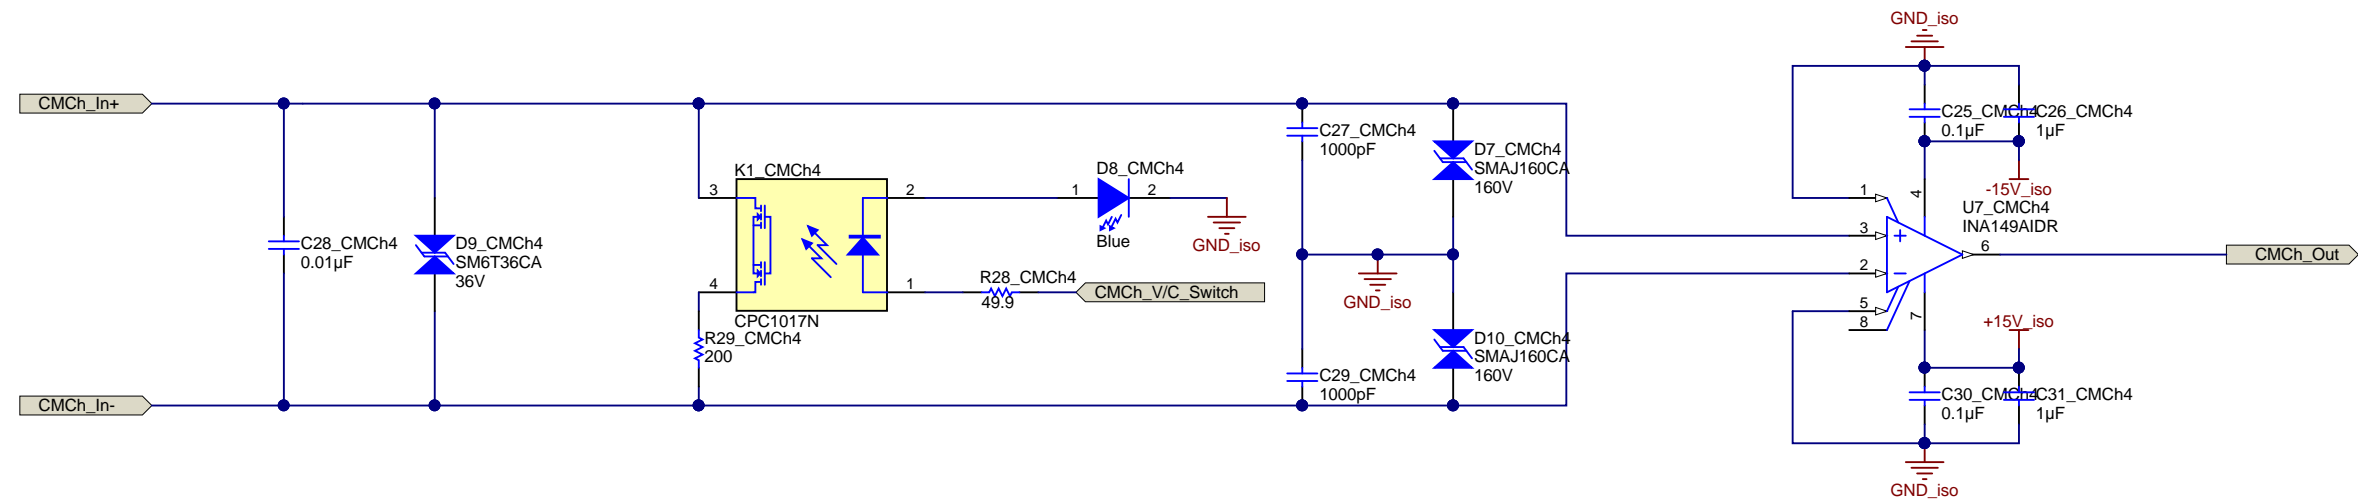 GND_iso
CMCh_In+
C25_CMCh4
0.1µF
C26_CMCh4
1µF
C27_CMCh4
1000pF
D7_CMCh4
SMAJ160CA
160V
K1_CMCh4
D8_CMCh4
3
2
1
2
1
4
-15V_iso
U7_CMCh4
INA149AIDR
Blue
GND_iso
3
6
CMCh_Out
C28_CMCh4
0.01µF
D9_CMCh4
SM6T36CA
36V
2
4
1
R28_CMCh4
49.9
CMCh_V/C_Switch
GND_iso
5
8
7
+15V_iso
CPC1017N
R29_CMCh4
200
D10_CMCh4
SMAJ160CA
160V
C29_CMCh4
1000pF
CMCh_In-
C30_CMCh4
0.1µF
C31_CMCh4
1µF
GND_iso